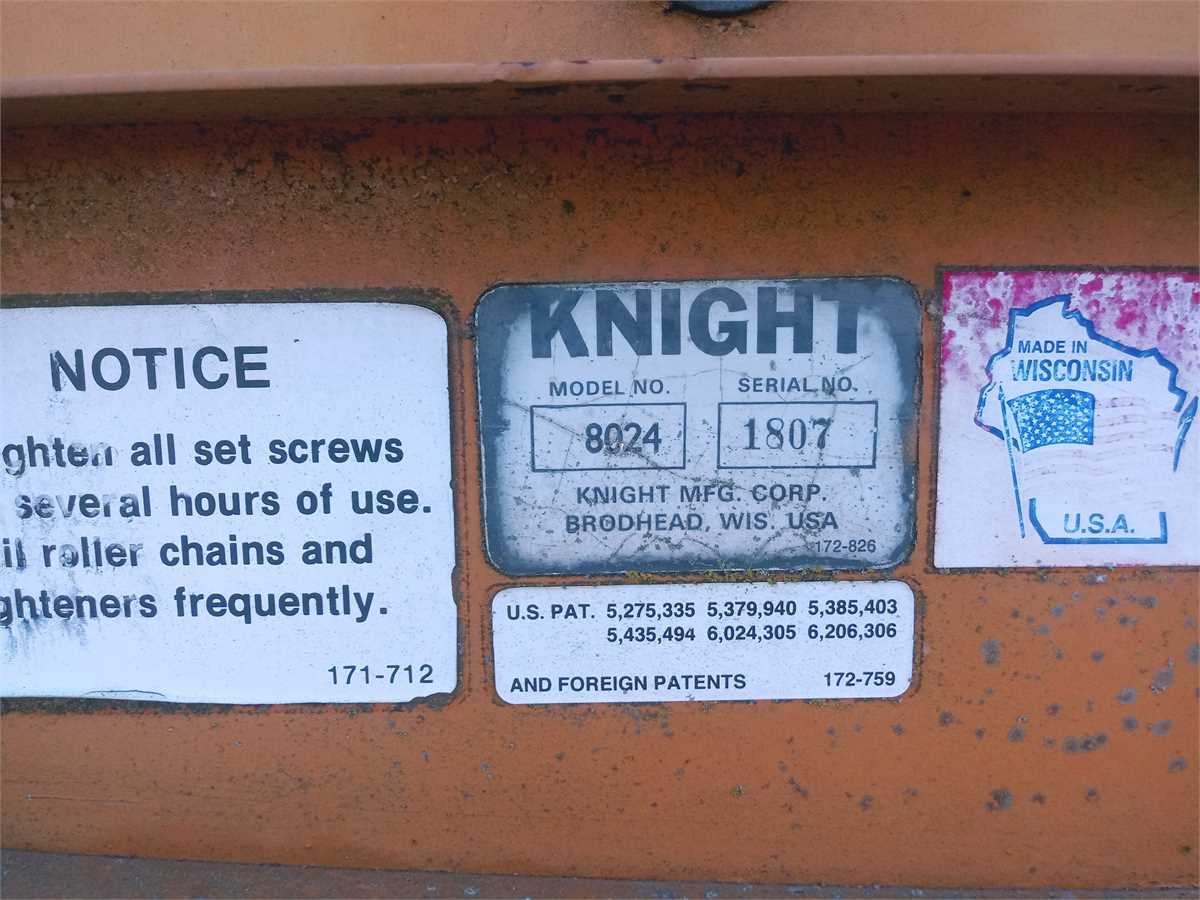 NOTICE
ghten all set screws
several hours of use.
il roller chains and
ghteners frequently.
171-712
KNIGHT
MODEL NO. SERIAL NO.
8024 1807
KNIGHT MFG. CORP.
BRODHEAD, WIS. USA
172-826
U.S. PAT. 5,275,335 5,379,940 5,385,403
5,435,494 6,024,305 6,206,306
AND FOREIGN PATENTS 172-759
MADE IN
WISCONSIN
U.S.A.